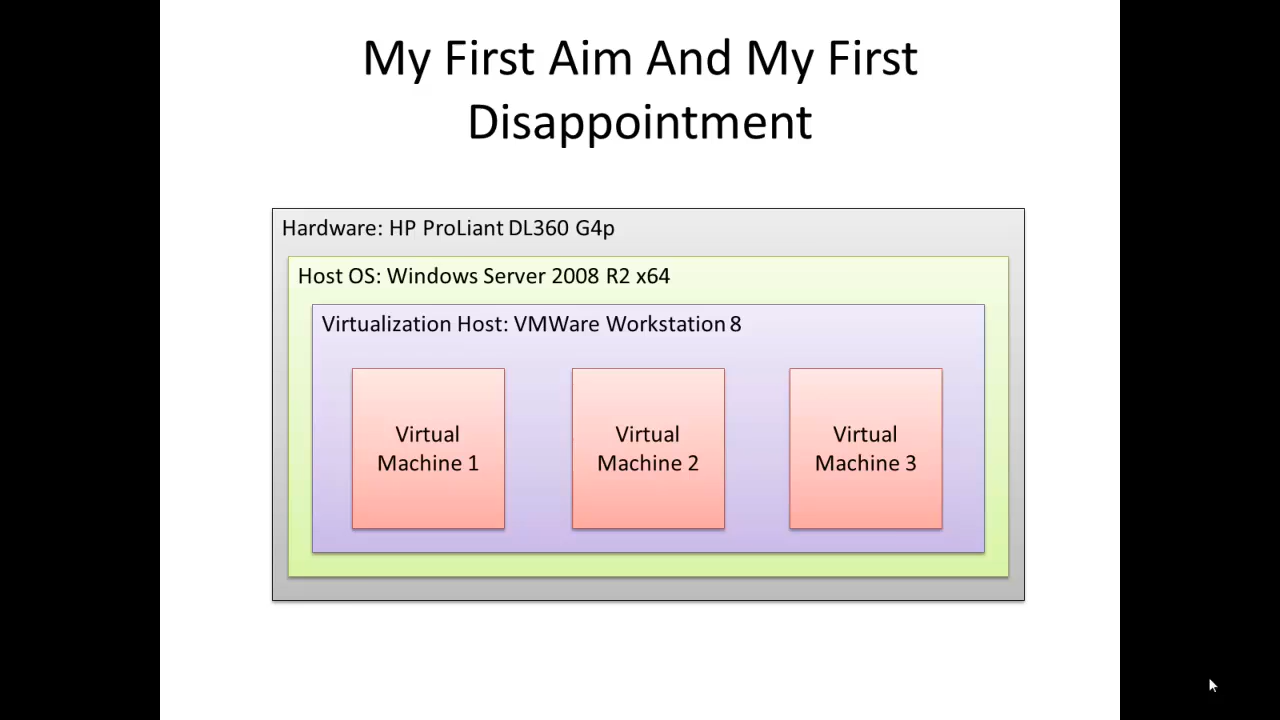 My First Aim And My First
Disappointment
Hardware: HP ProLiant DL360 G4p
Host OS: Windows Server 2008 R2 x64
Virtualization Host: VMWare Workstation 8
Virtual
Machine 1
Virtual
Machine 2
Virtual
Machine 3